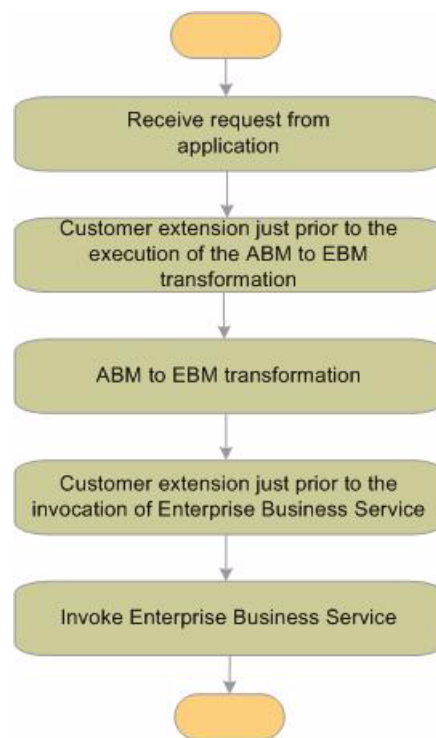 Receive request from
application
Customer extension just prior to the
execution of the ABM to EBM
transformation
ABM to EBM transformation
Customer extension just prior to the
invocation of Enterprise Business Service
Invoke Enterprise Business Service